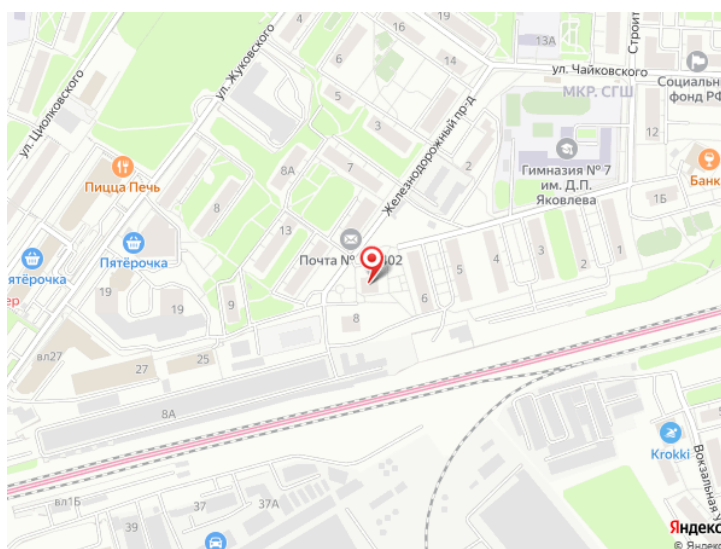 16
4
14
13А
Строит
ул. Чайковского
Социальн
фонд РФ
МКР. СГШ
ул. Циолковского
ул. Жуковского
6
3
5
Железнодорожный пр-д
12
Гимназия № 7
им. Д.П.
Яковлева
Банк
Пицца Печь
8А
7
2
8
1Б
13
Почта №
402
Пятёрочка
ятёрочка
5
4
3
2
1
ер
19
19
9
6
8
вл27
27
25
8А
Krokki
Вокзальная У
вл1Б
37
37А
39
Яндекс
© Яндекс